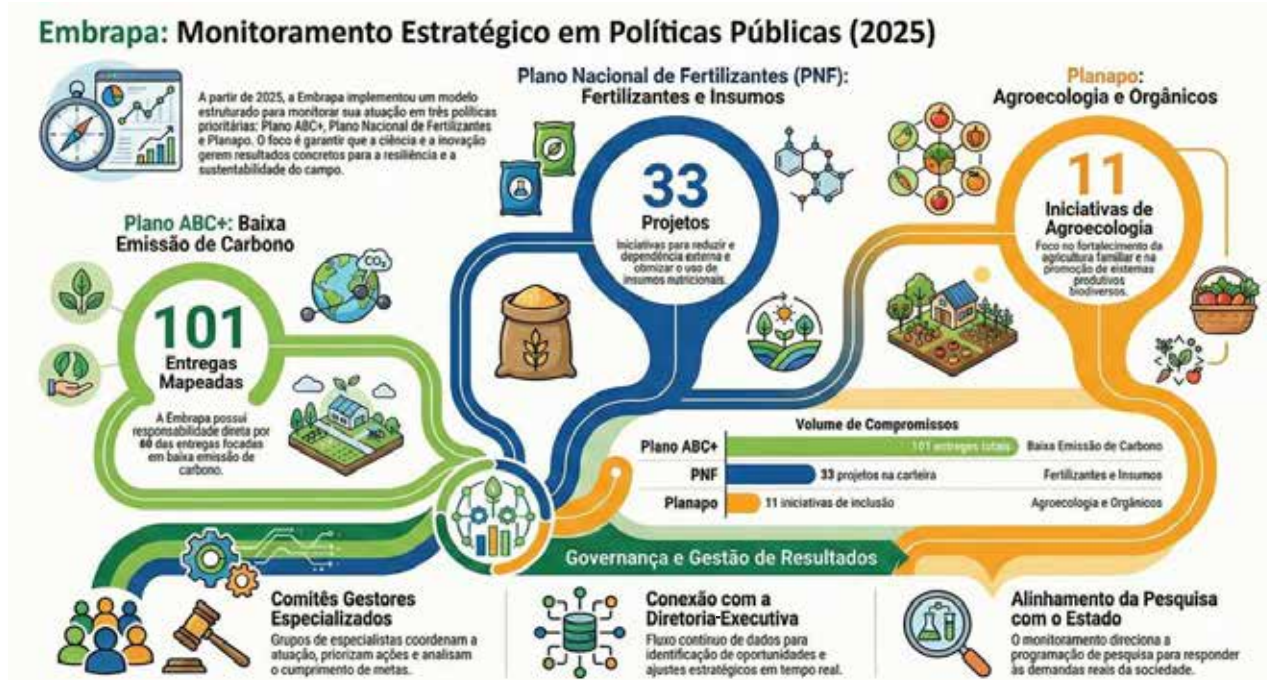 Embrapa: Monitoramento Estratégico em Políticas Públicas (2025)
A partir de 2025, a Embrapa implementou um modelo
estruturado para monitorar sua atuação em três políticas
prioritárias: Plano ABC+, Plano Nacional de Fertilizantes
e Planapo. O foco é garantir que a ciência e a inovação
gerem resultados concretos para a resiliência e a
sustentabilidade do campo.
Plano ABC+: Baixa
Emissão de Carbono
CO₂
101
Entregas
Mapeadas
A Embrapa possui
responsabilidade direta por
60 das entregas focadas
em baixa emissão de
carbono.
Plano Nacional de Fertilizantes (PNF):
Fertilizantes e Insumos
33
Projetos
Iniciativas para reduzir e
dependência externa e
obmizar o uso de
insumos nutricionais.
Planapo:
Agroecologia e Orgânicos
11
Iniciativas de
Agroecologia
Foco no fortalecimento da
agricultura familiar e na
promoção de eistemas
produtivos
biodiversos.
Volume de Compromissos
Plano ABC+ 101 entreges totais Baixa Emissão de Carbono
PNF 33 projetos na carteira Fertilizantes e Insumos
Planapo 11 iniciativas de inclusão Agroecologia e Orgânicos
Governança e Gestão de Resultados
Comitês Gestores
Especializados
Grupos de especialistas coordenam a
atuação, priorizam ações e analisam
o cumprimento de metas.
Conexão com a
Diretoria-Executiva
Fluxo contínuo de dados para
identificação de oportunidades e
ajustes estratégicos em tempo real.
Alinhamento da Pesquisa
com o Estado
O monitoramento direciona a
programação de pesquisa para responder
às demandas reais da sociedade.